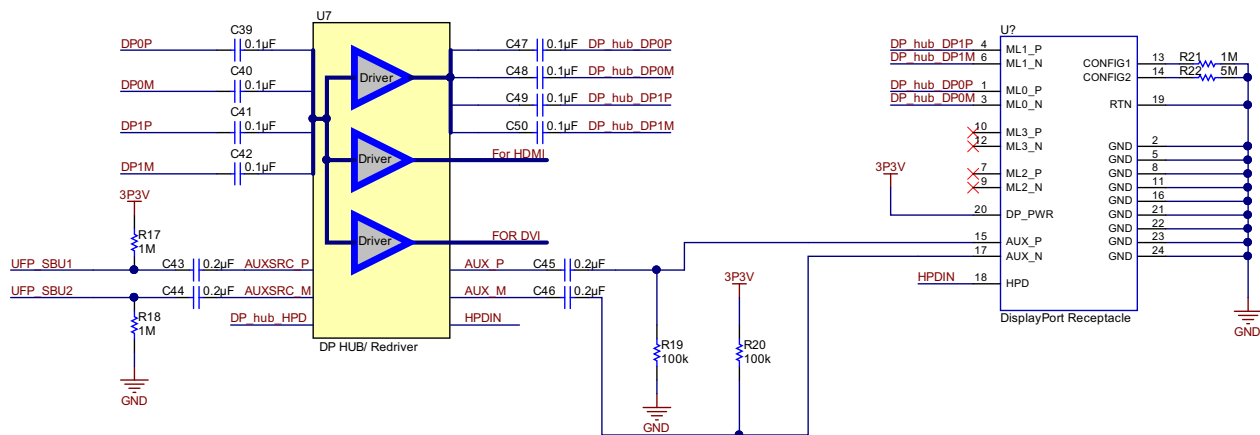 U7
C39
0.1µF
DP0P
C40
0.1µF
DP0M
C41
0.1µF
DP1P
C42
0.1µF
DP1M
3P3V
R17
1M
UFP_SBU1
C43
0.2µF
AUXSRC_P
UFP_SBU2
C44
0.2µF
AUXSRC_M
R18
1M
GND
DP_hub_HPD
Driver
Driver
Driver
DP HUB/ Redriver
C47
0.1µF
DP_hub_DP0P
C48
0.1µF
DP_hub_DP0M
C49
0.1µF
DP_hub_DP1P
C50
0.1µF
DP_hub_DP1M
For HDMI
FOR DVI
AUX_P
C45
0.2µF
AUX_M
C46
0.2µF
HPDIN
R19
100k
GND
3P3V
R20
100k
3P3V
U?
DP_hub_DP1P
4
ML1_P
DP_hub_DP1M
6
ML1_N
DP_hub_DP0P
1
ML0_P
DP_hub_DP0M
3
ML0_N
10
ML3_P
12
ML3_N
7
ML2_P
9
ML2_N
20
DP_PWR
15
AUX_P
17
AUX_N
HPDIN
18
HPD
CONFIG1
13
R21
1M
CONFIG2
14
R22
5M
RTN
19
GND
2
GND
5
GND
8
GND
11
GND
16
GND
21
GND
22
GND
23
GND
24
DisplayPort Receptacle
GND